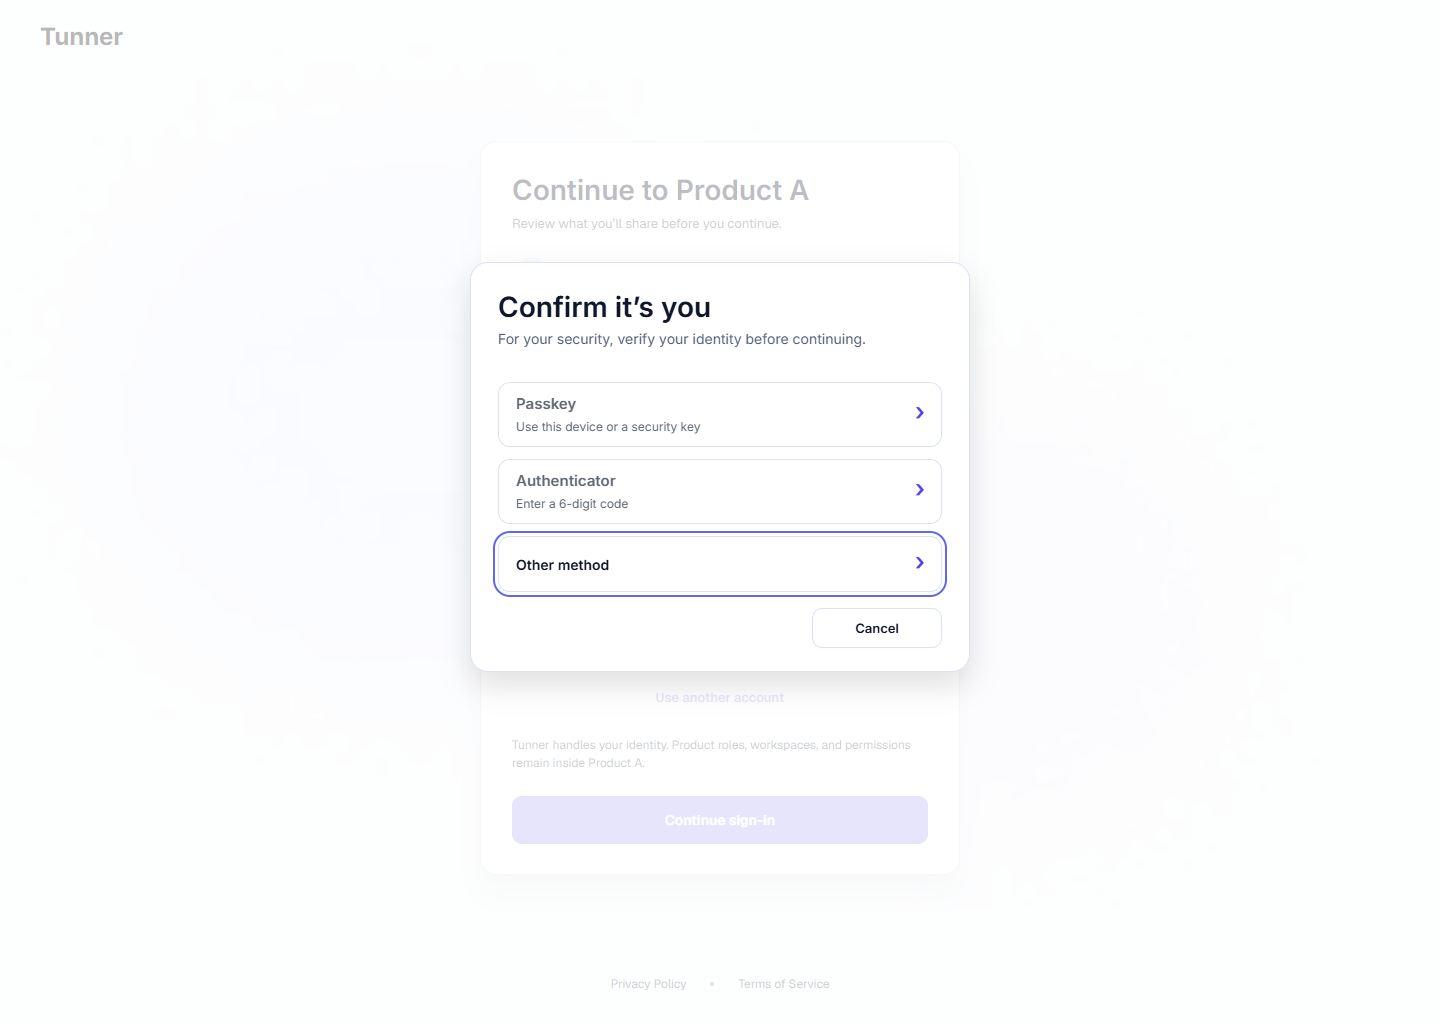 Tunner
Continue to Product A
Review what you'll share before you continue.
Confirm it’s you
For your security, verify your identity before continuing.
Passkey
Use this device or a security key
Authenticator
Enter a 6-digit code
Other method
Cancel
Use another account
Tunner handles your identity. Product roles, workspaces, and permissions
remain inside Product A.
Continue sign-in
Privacy Policy • Terms of Service